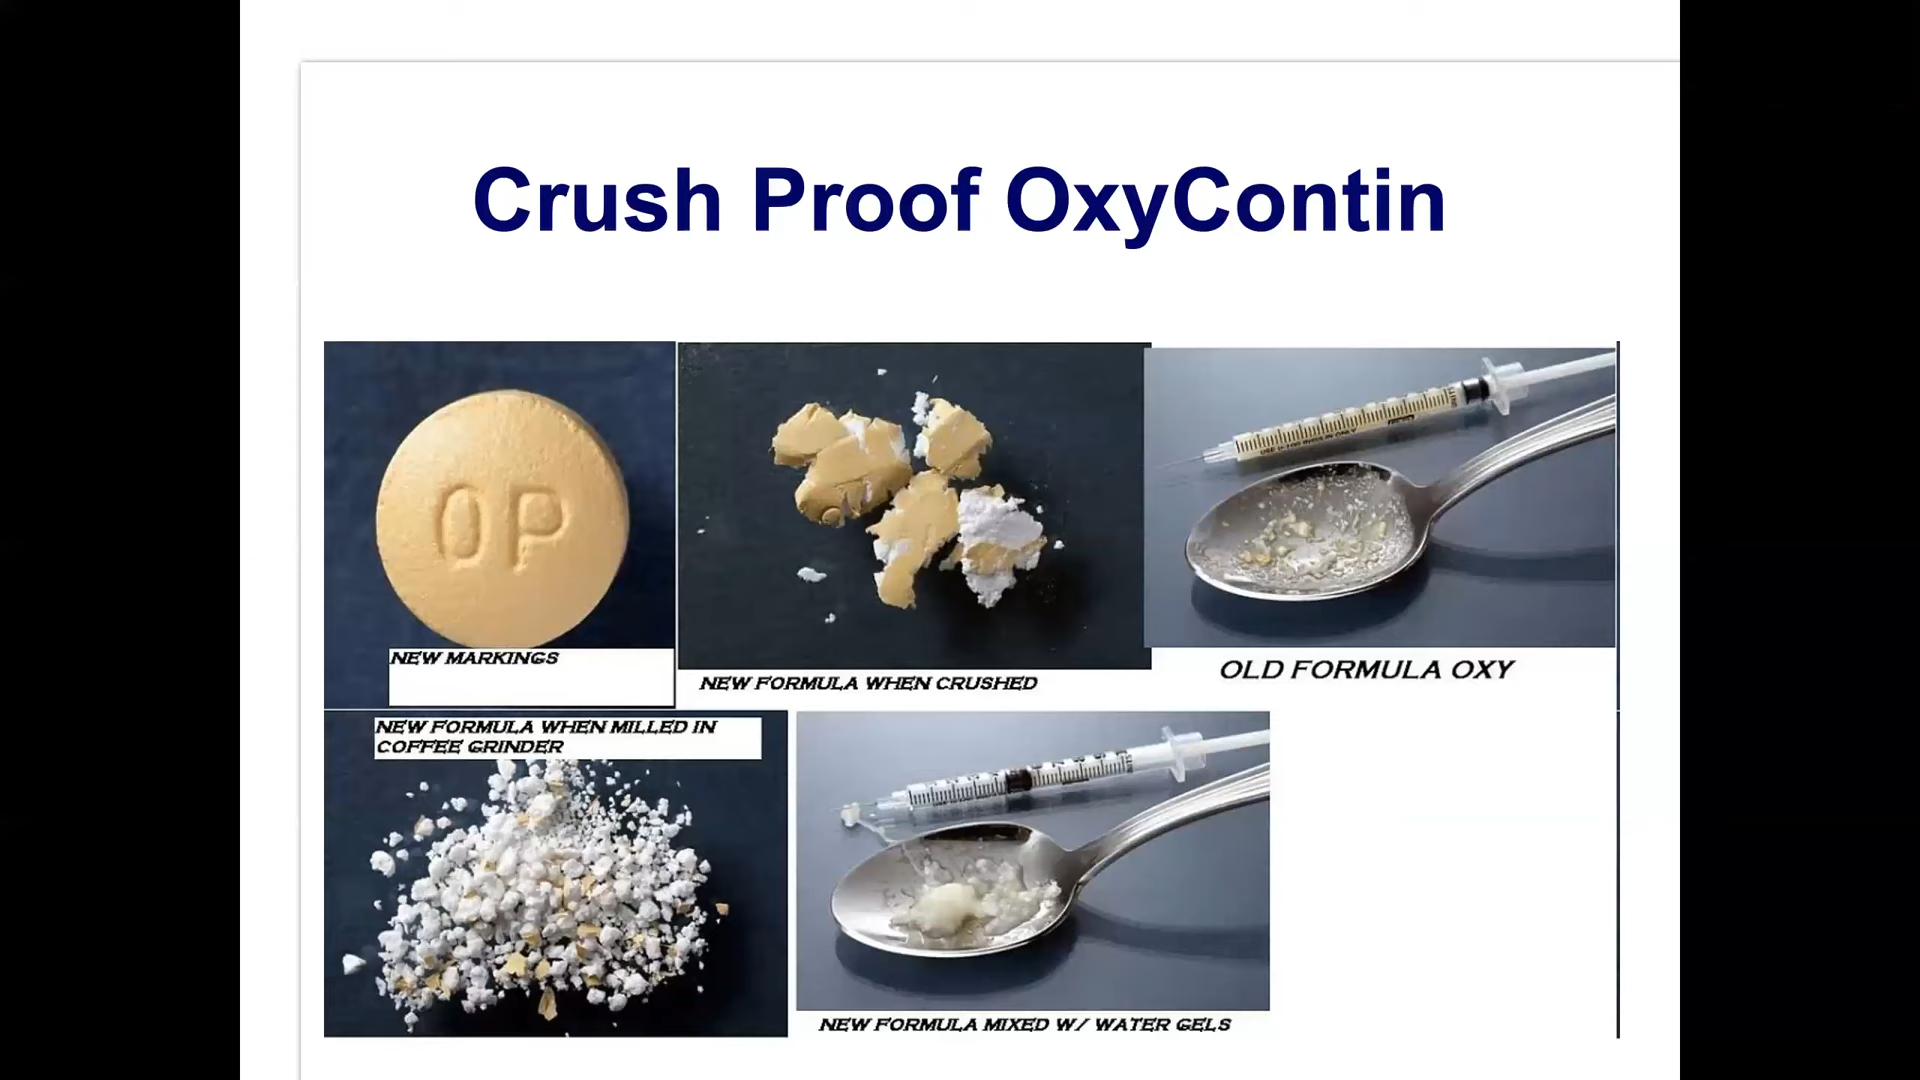 Crush Proof OxyContin
OP
NEW MARKINGS
NEW FORMULA WHEN CRUSHED
OLD FORMULA OXY
NEW FORMULA WHEN MILLED IN
COFFEE GRINDER
NEW FORMULA MIXED W/ WATER GELS